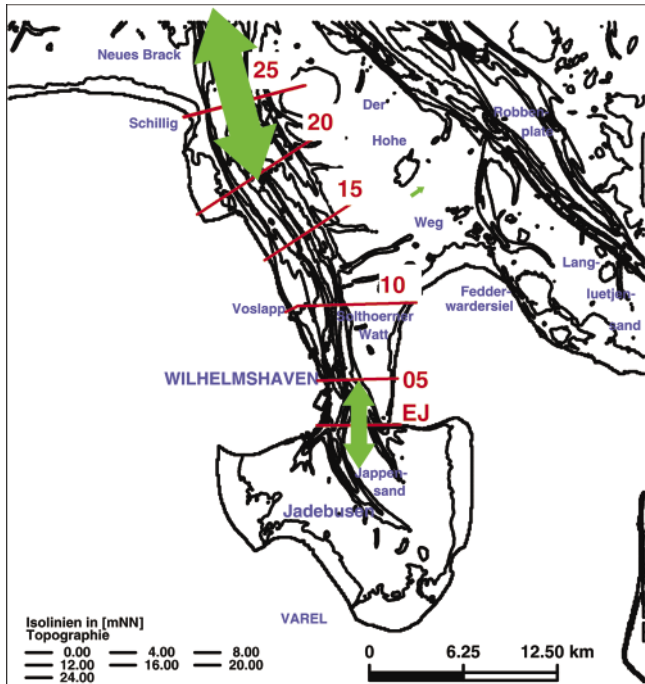 Neues Brack
25
Der
Schillig
20
Robben-
plate
Hohe
15
Weg
Lang-
10
Fedder-
wardersiel
luetjen-
sand
Voslapp
Solthoerner
Watt
WILHELMSHAVEN
05
EJ
Jappen-
sand
Jadebusen
VAREL
Isolinien in [mNN]
Topographie
0.00 4.00 8.00
12.00 16.00 20.00
24.00
0 6.25 12.50 km